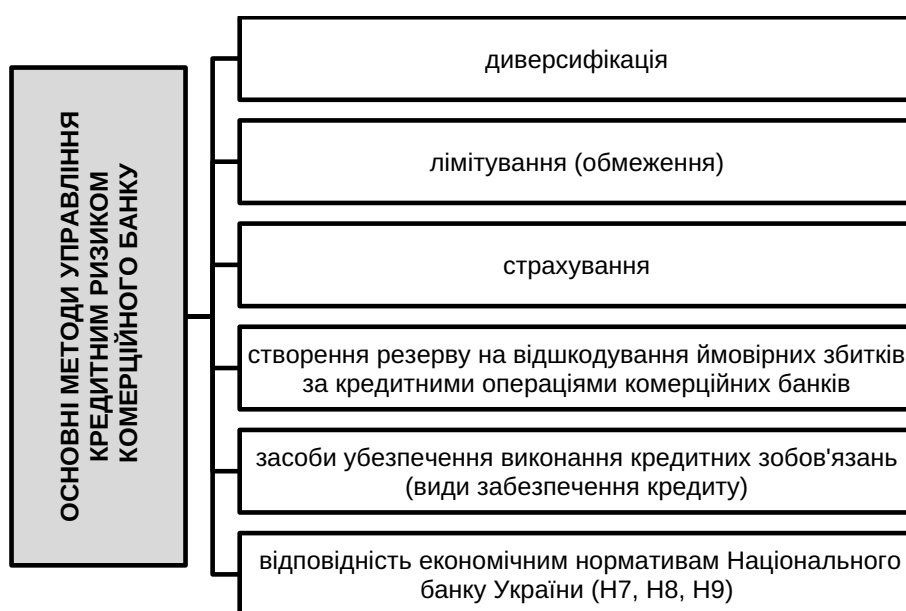 ОСНОВНІ МЕТОДИ УПРАВЛІННЯ
КРЕДИТНИМ РИЗИКОМ
КОМЕРЦІЙНОГО БАНКУ
диверсифікація
лімітування (обмеження)
страхування
створення резерву на відшкодування ймовірних збитків
за кредитними операціями комерційних банків
засоби убезпечення виконання кредитних зобов'язань
(види забезпечення кредиту)
відповідність економічним нормативам Національного
банку України (Н7, Н8, Н9)